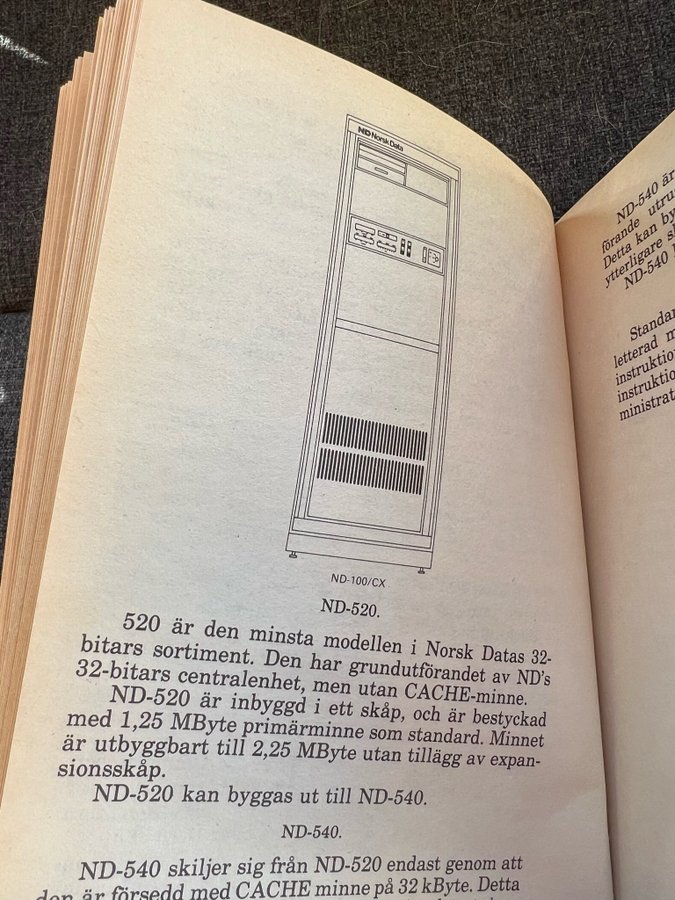 ND Norsk Data
ND-100/CX
ND-520.
520 är den minsta modellen i Norsk Datas 32-
bitars sortiment. Den har grundutförandet av ND's
32-bitars centralenhet, men utan CACHE-minne.
ND-520 är inbyggd i ett skåp, och är bestyckad
med 1,25 MByte primärminne som standard. Minnet
är utbyggbart till 2,25 MByte utan tillägg av expan-
sionsskåp.
ND-520 kan byggas ut till ND-540.
ND-540.
ND-540 skiljer sig från ND-520 endast genom att
den är försedd med CACHE minne på 32 kByte. Detta
ND-540 är
förande utru
Detta kan by
ytterligare s
ND-540
Standa
letterad m
instruktio
instruktio
ministrat